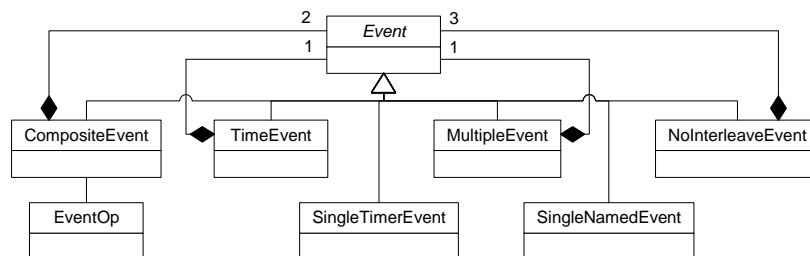 2 Event 3
1 1
CompositeEvent TimeEvent MultipleEvent NoInterleaveEvent
EventOp SingleTimerEvent SingleNamedEvent